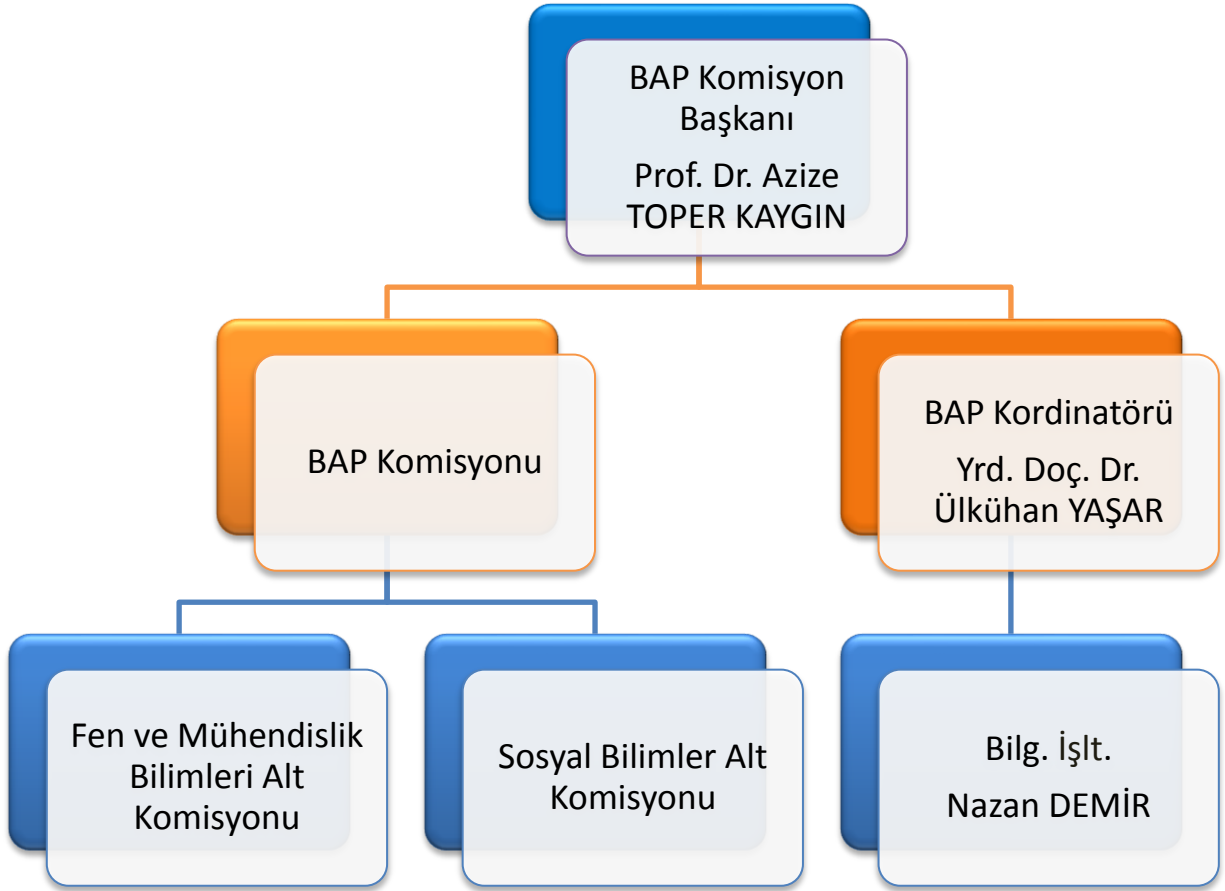 BAP Komisyon
Başkanı
Prof. Dr. Azize
TOPER KAYGIN
BAP Komisyonu
BAP Kordinatörü
Yrd. Doç. Dr.
Ülkühan YAŞAR
Fen ve Mühendislik
Bilimleri Alt
Komisyonu
Sosyal Bilimler Alt
Komisyonu
Bilg. İşlt.
Nazan DEMİR